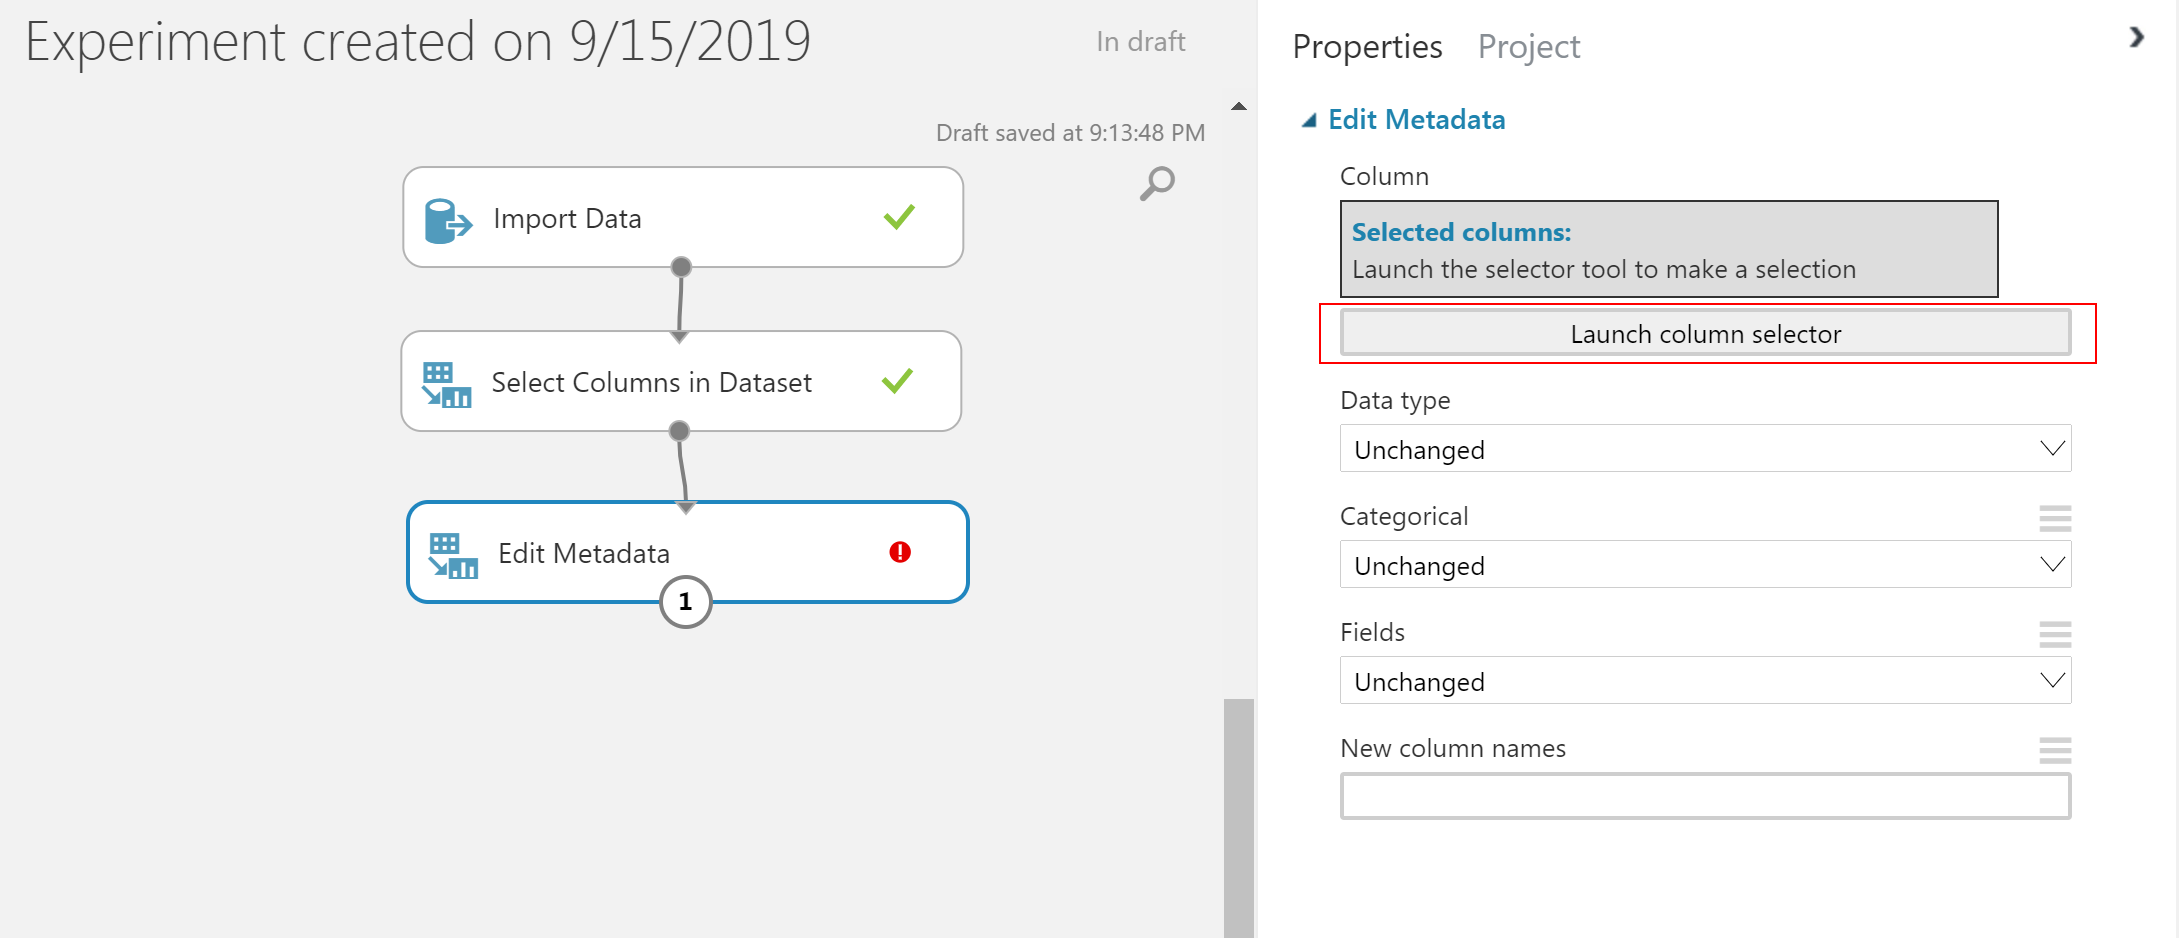 Experiment created on 9/15/2019
In draft
Draft saved at 9:13:48 PM
Import Data
Select Columns in Dataset
Edit Metadata
1
Properties Project
Edit Metadata
Column
Selected columns:
Launch the selector tool to make a selection
Launch column selector
Data type
Unchanged
Categorical
Unchanged
Fields
Unchanged
New column names